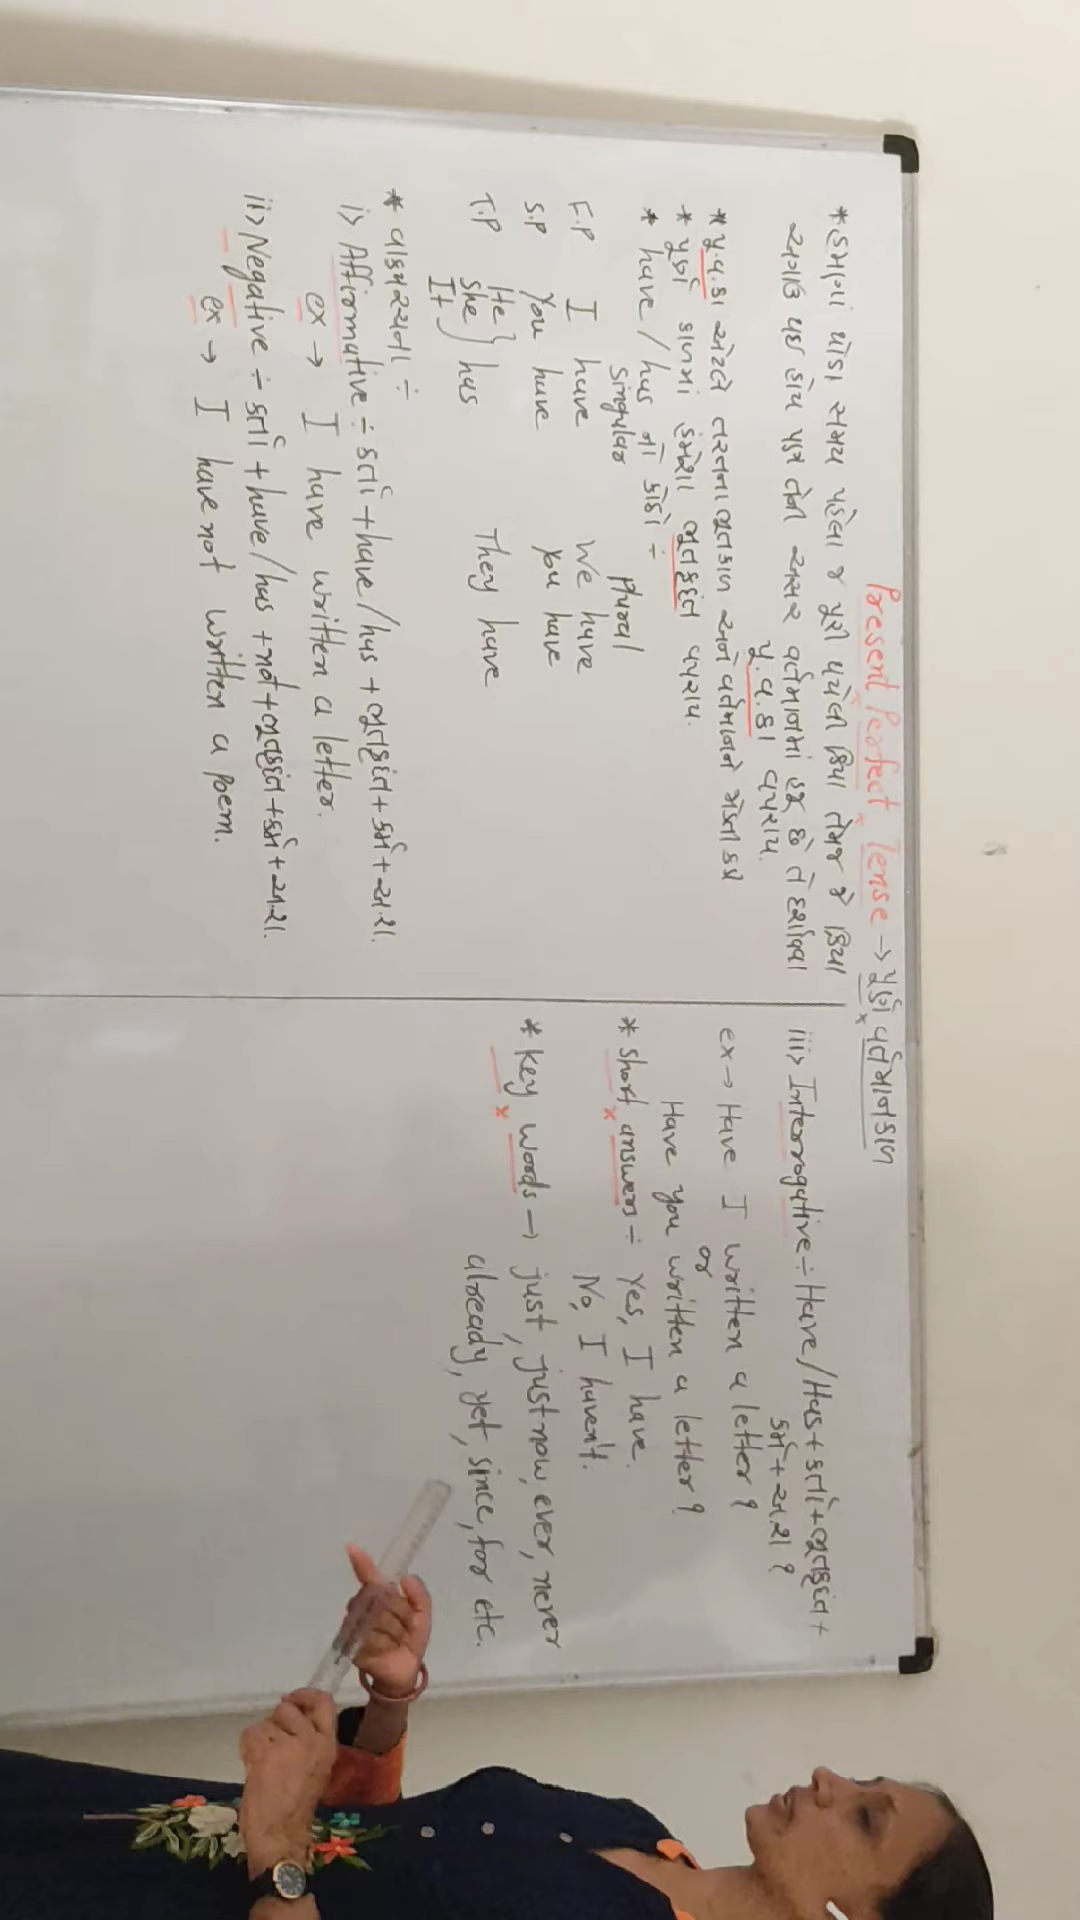 Present Perfect Tense → પૂર્ણ વર્તમાનકાળ
* હમણાં થોડા સમય પહેલા જ પૂરી થયેલી ક્રિયા તેમજ જે ક્રિયા
અગાઉ થઈ હોય પણ તેની અસર વર્તમાનમાં હજુ છે તે દર્શાવવા
પૂ.વ.કા વપરાય.
* પૂ.વ.કા એટલે તરતના ભૂતકાળ અને વર્તમાનને
* પૂર્ણ કાળમાં હંમેશા ભૂતકૃદંત વપરાય.
* have/has નો કોઠો ÷
Singular Plural
F.P I have We have
S.P You have You have
T.P He
She } has They have
It
* વાક્યરચના ÷
i> Affirmative ÷ કર્તા + have/has + ભૂતકૃદંત + કર્મ + અ.શ.
ex → I have written a letter.
ii> Negative ÷ કર્તા + have/has + not + ભૂતકૃદંત + કર્મ + અ.શ.
ex → I have not written a poem.
iii> Interrogative ÷ Have/Has + કર્તા + ભૂતકૃદંત +
કર્મ + અ.શ ?
ex → Have I written a letter ?
or
Have you written a letter ?
* Short answers ÷ Yes, I have.
No, I haven't.
* Key words → just, just now, ever, never
already, yet, since, for etc.